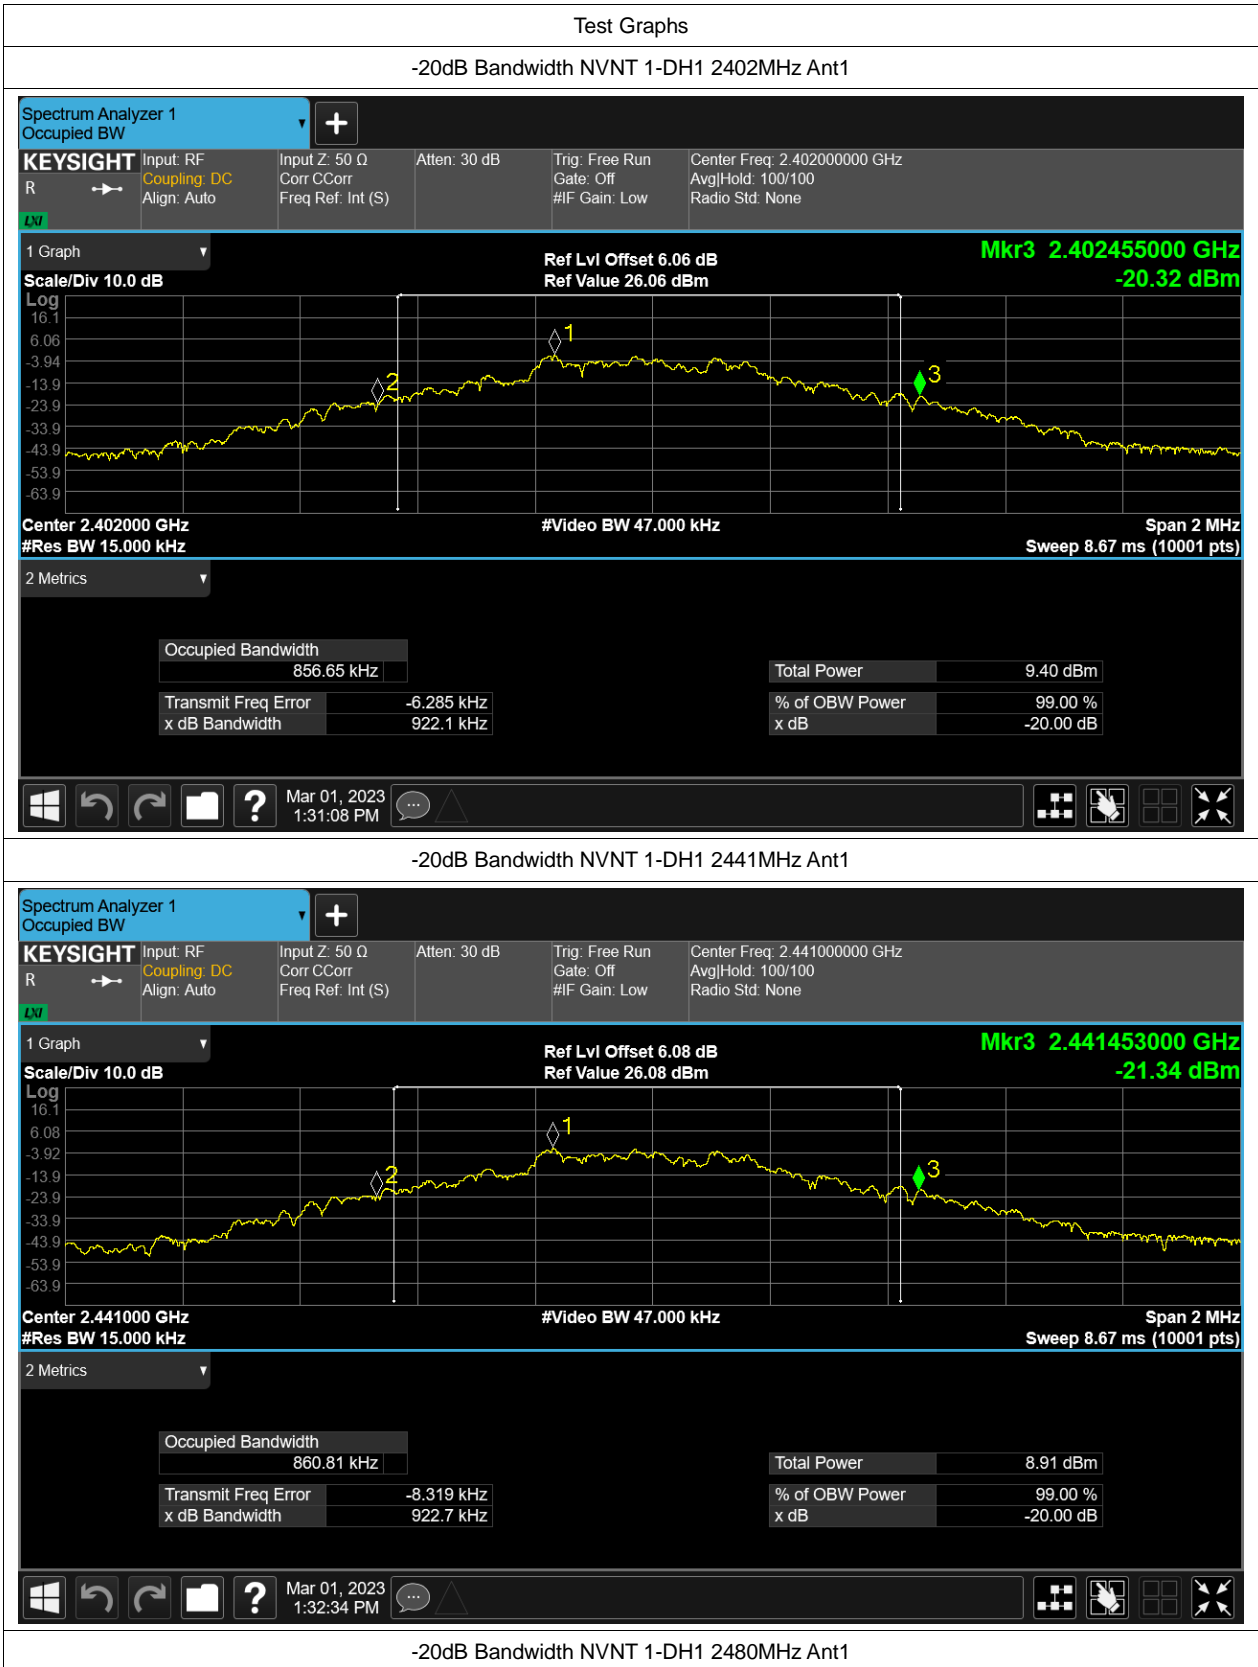 Test Graphs
-20dB Bandwidth NVNT 1-DH1 2402MHz Ant1
Spectrum Analyzer 1
Occupied BW
KEYSIGHT Input: RF Input Z: 50 Ω Atten: 30 dB Trig: Free Run Center Freq: 2.402000000 GHz
R Coupling: DC Corr CCorr Gate: Off Avg|Hold: 100/100
Align: Auto Freq Ref: Int (S) #IF Gain: Low Radio Std: None
LXI
1 Graph Ref Lvl Offset 6.06 dB Mkr3 2.402455000 GHz
Scale/Div 10.0 dB Ref Value 26.06 dBm -20.32 dBm
Log
16.1
6.06
-3.94
-13.9
-23.9
-33.9
-43.9
-53.9
-63.9
1
2
3
Center 2.402000 GHz #Video BW 47.000 kHz Span 2 MHz
#Res BW 15.000 kHz Sweep 8.67 ms (10001 pts)
2 Metrics
Occupied Bandwidth
856.65 kHz Total Power 9.40 dBm
Transmit Freq Error -6.285 kHz % of OBW Power 99.00 %
x dB Bandwidth 922.1 kHz x dB -20.00 dB
Mar 01, 2023
1:31:08 PM
-20dB Bandwidth NVNT 1-DH1 2441MHz Ant1
Spectrum Analyzer 1
Occupied BW
KEYSIGHT Input: RF Input Z: 50 Ω Atten: 30 dB Trig: Free Run Center Freq: 2.441000000 GHz
R Coupling: DC Corr CCorr Gate: Off Avg|Hold: 100/100
Align: Auto Freq Ref: Int (S) #IF Gain: Low Radio Std: None
LXI
1 Graph Ref Lvl Offset 6.08 dB Mkr3 2.441453000 GHz
Scale/Div 10.0 dB Ref Value 26.08 dBm -21.34 dBm
Log
16.1
6.08
-3.92
-13.9
-23.9
-33.9
-43.9
-53.9
-63.9
1
2
3
Center 2.441000 GHz #Video BW 47.000 kHz Span 2 MHz
#Res BW 15.000 kHz Sweep 8.67 ms (10001 pts)
2 Metrics
Occupied Bandwidth
860.81 kHz Total Power 8.91 dBm
Transmit Freq Error -8.319 kHz % of OBW Power 99.00 %
x dB Bandwidth 922.7 kHz x dB -20.00 dB
Mar 01, 2023
1:32:34 PM
-20dB Bandwidth NVNT 1-DH1 2480MHz Ant1